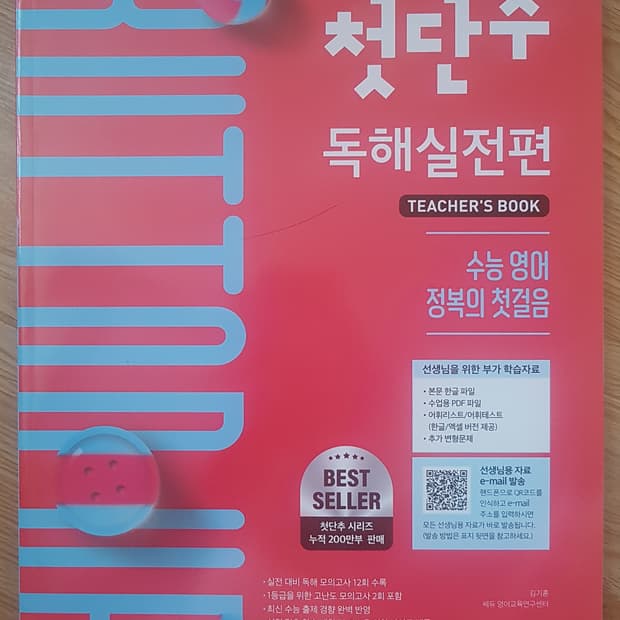 첫단추
독해실전편
TEACHER'S BOOK
수능 영어
정복의 첫걸음
선생님을 위한 부가 학습자료
• 본문 한글 파일
• 수업용 PDF 파일
• 어휘리스트/어휘테스트
(한글/엑셀 버전 제공)
• 추가 변형문제
선생님용 자료
e-mail 발송
핸드폰으로 QR코드를
인식하고 e-mail
주소를 입력하시면
모든 선생님용 자료가 바로 발송됩니다.
(발송 방법은 표지 뒷면을 참고하세요.)
BEST
SELLER
첫단추 시리즈
누적 200만부 판매
• 실전 대비 독해 모의고사 12회 수록
• 1등급을 위한 고난도 모의고사 2회 포함
• 최신 수능 출제 경향 완벽 반영
김기훈
쎄듀 영어교육연구센터
BUTTON